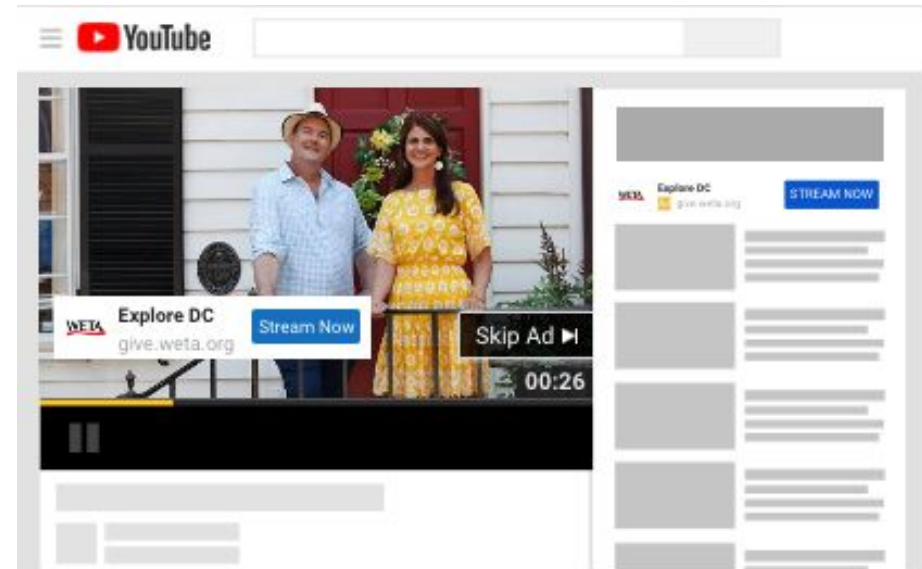 YouTube
WETA
Explore DC
give.weta.org
Stream Now
Skip Ad
00:26
WETA
Explore DC
give.weta.org
STREAM NOW